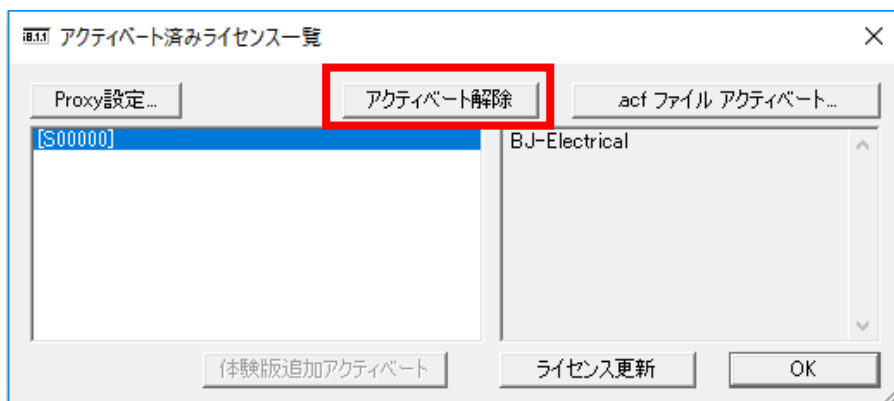 アクティベート済みライセンス一覧
Proxy設定...
アクティベート解除
.acf ファイル アクティベート...
[S00000]
BJ-Electrical
体験版追加アクティベート
ライセンス更新
OK